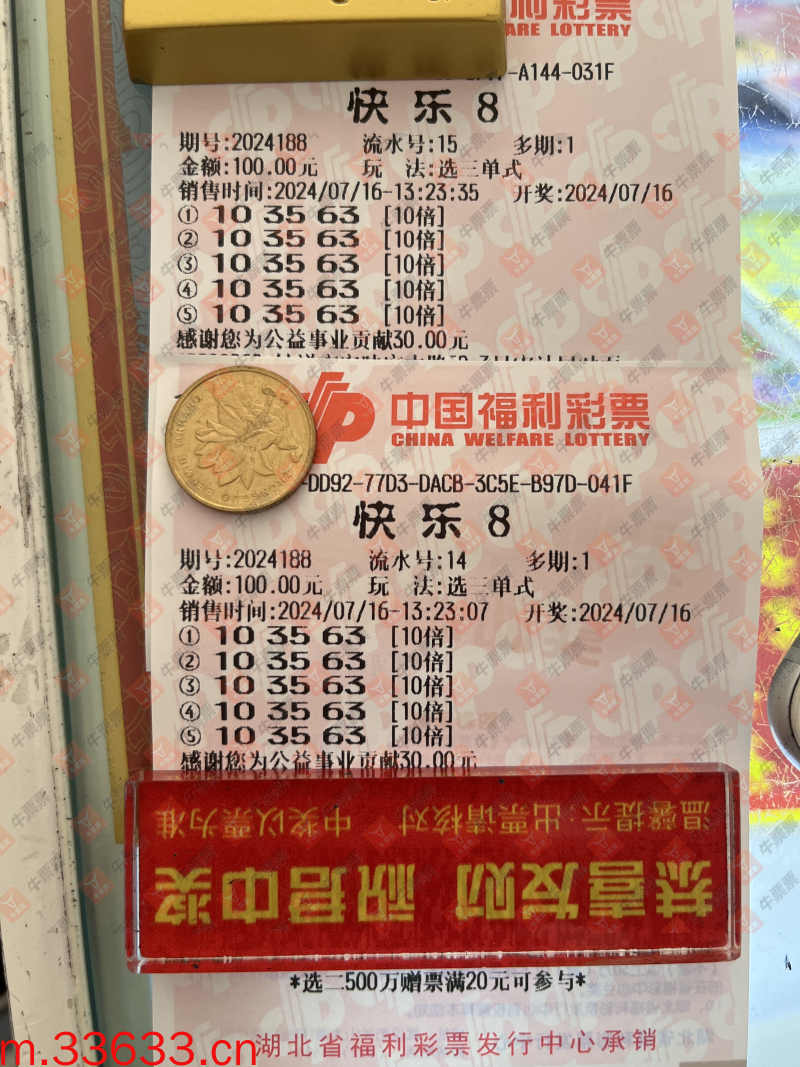 利彩票
ARE LOTTERY
-A144-031F
快乐8
期号:2024188 流水号:15 多期:1
金额:100.00元 玩 法:选三单式
销售时间:2024/07/16-13:23:35 开奖:2024/07/16
① 10 35 63 [10倍]
② 10 35 63 [10倍]
③ 10 35 63 [10倍]
④ 10 35 63 [10倍]
⑤ 10 35 63 [10倍]
感谢您为公益事业贡献30.00元
中国福利彩票
CHINA WELFARE LOTTERY
-DD92-77D3-DACB-3C5E-B97D-041F
快乐8
期号:2024188 流水号:14 多期:1
金额:100.00元 玩 法:选三单式
销售时间:2024/07/16-13:23:07 开奖:2024/07/16
① 10 35 63 [10倍]
② 10 35 63 [10倍]
③ 10 35 63 [10倍]
④ 10 35 63 [10倍]
⑤ 10 35 63 [10倍]
感谢您为公益事业贡献30.00元
恭喜发财 祝君中奖
温馨提示:出票请核对 中奖以票为准
*选二500万赠票满20元可参与*
湖北省福利彩票发行中心承销
m.33633.cn
牛票票